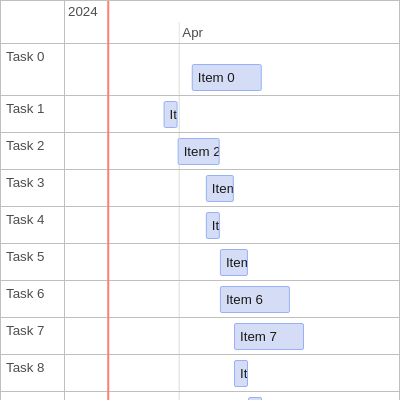 2024
Apr
Task 0
Item 0
Task 1
It
Task 2
Item 2
Task 3
Iten
Task 4
It
Task 5
Iten
Task 6
Item 6
Task 7
Item 7
Task 8
It